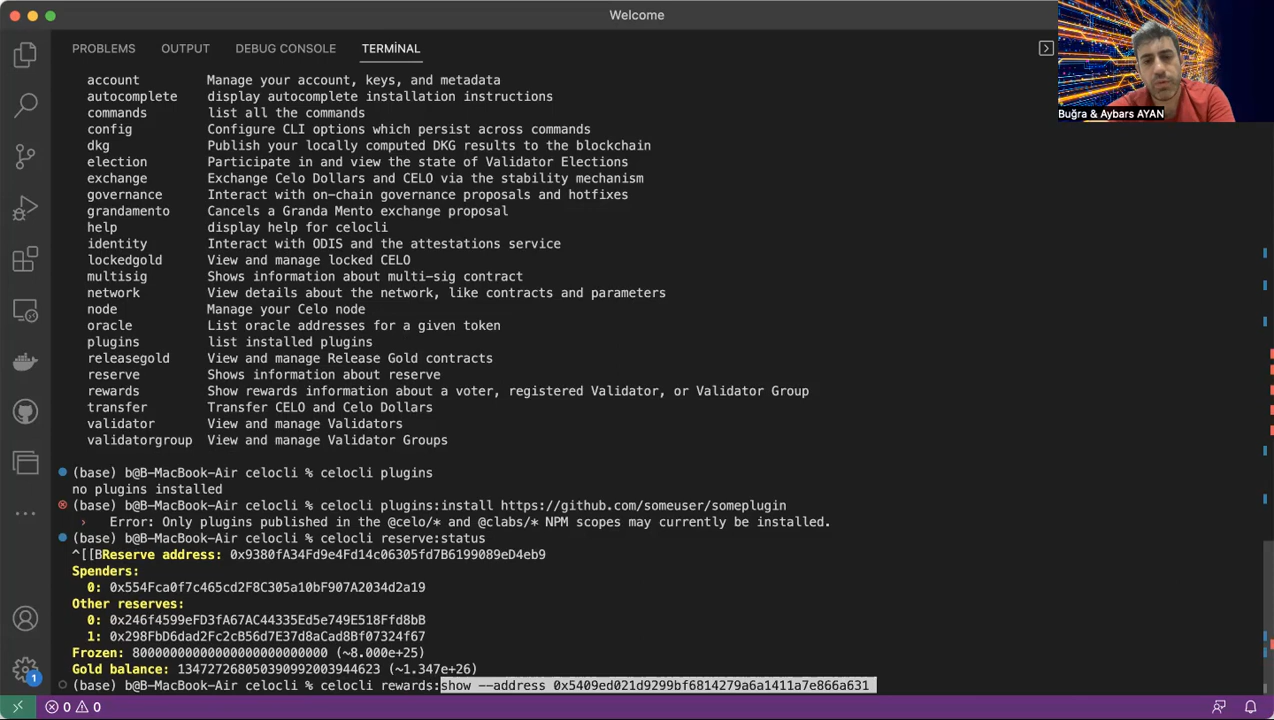 Welcome
PROBLEMS OUTPUT DEBUG CONSOLE TERMİNAL
account Manage your account, keys, and metadata
autocomplete display autocomplete installation instructions
commands list all the commands
config Configure CLI options which persist across commands
dkg Publish your locally computed DKG results to the blockchain
election Participate in and view the state of Validator Elections
exchange Exchange Celo Dollars and CELO via the stability mechanism
governance Interact with on-chain governance proposals and hotfixes
grandamento Cancels a Granda Mento exchange proposal
help display help for celocli
identity Interact with ODIS and the attestations service
lockedgold View and manage locked CELO
multisig Shows information about multi-sig contract
network View details about the network, like contracts and parameters
node Manage your Celo node
oracle List oracle addresses for a given token
plugins list installed plugins
releasegold View and manage Release Gold contracts
reserve Shows information about reserve
rewards Show rewards information about a voter, registered Validator, or Validator Group
transfer Transfer CELO and Celo Dollars
validator View and manage Validators
validatorgroup View and manage Validator Groups
(base) b@B-MacBook-Air celocli % celocli plugins
no plugins installed
(base) b@B-MacBook-Air celocli % celocli plugins:install https://github.com/someuser/someplugin
› Error: Only plugins published in the @celo/* and @clabs/* NPM scopes may currently be installed.
(base) b@B-MacBook-Air celocli % celocli reserve:status
^[[BReserve address: 0x9380fA34Fd9e4Fd14c06305fd7B6199089eD4eb9
Spenders:
0: 0x554Fca0f7c465cd2F8C305a10bF907A2034d2a19
Other reserves:
0: 0x246f4599eFD3fA67AC44335Ed5e749E518Ffd8bB
1: 0x298FbD6dad2Fc2cB56d7E37d8aCad8Bf07324f67
Frozen: 80000000000000000000000000 (~8.000e+25)
Gold balance: 134727268050390992003944623 (~1.347e+26)
(base) b@B-MacBook-Air celocli % celocli rewards:show --address 0x5409ed021d9299bf6814279a6a1411a7e866a631
Buğra & Aybars AYAN
1
0 0